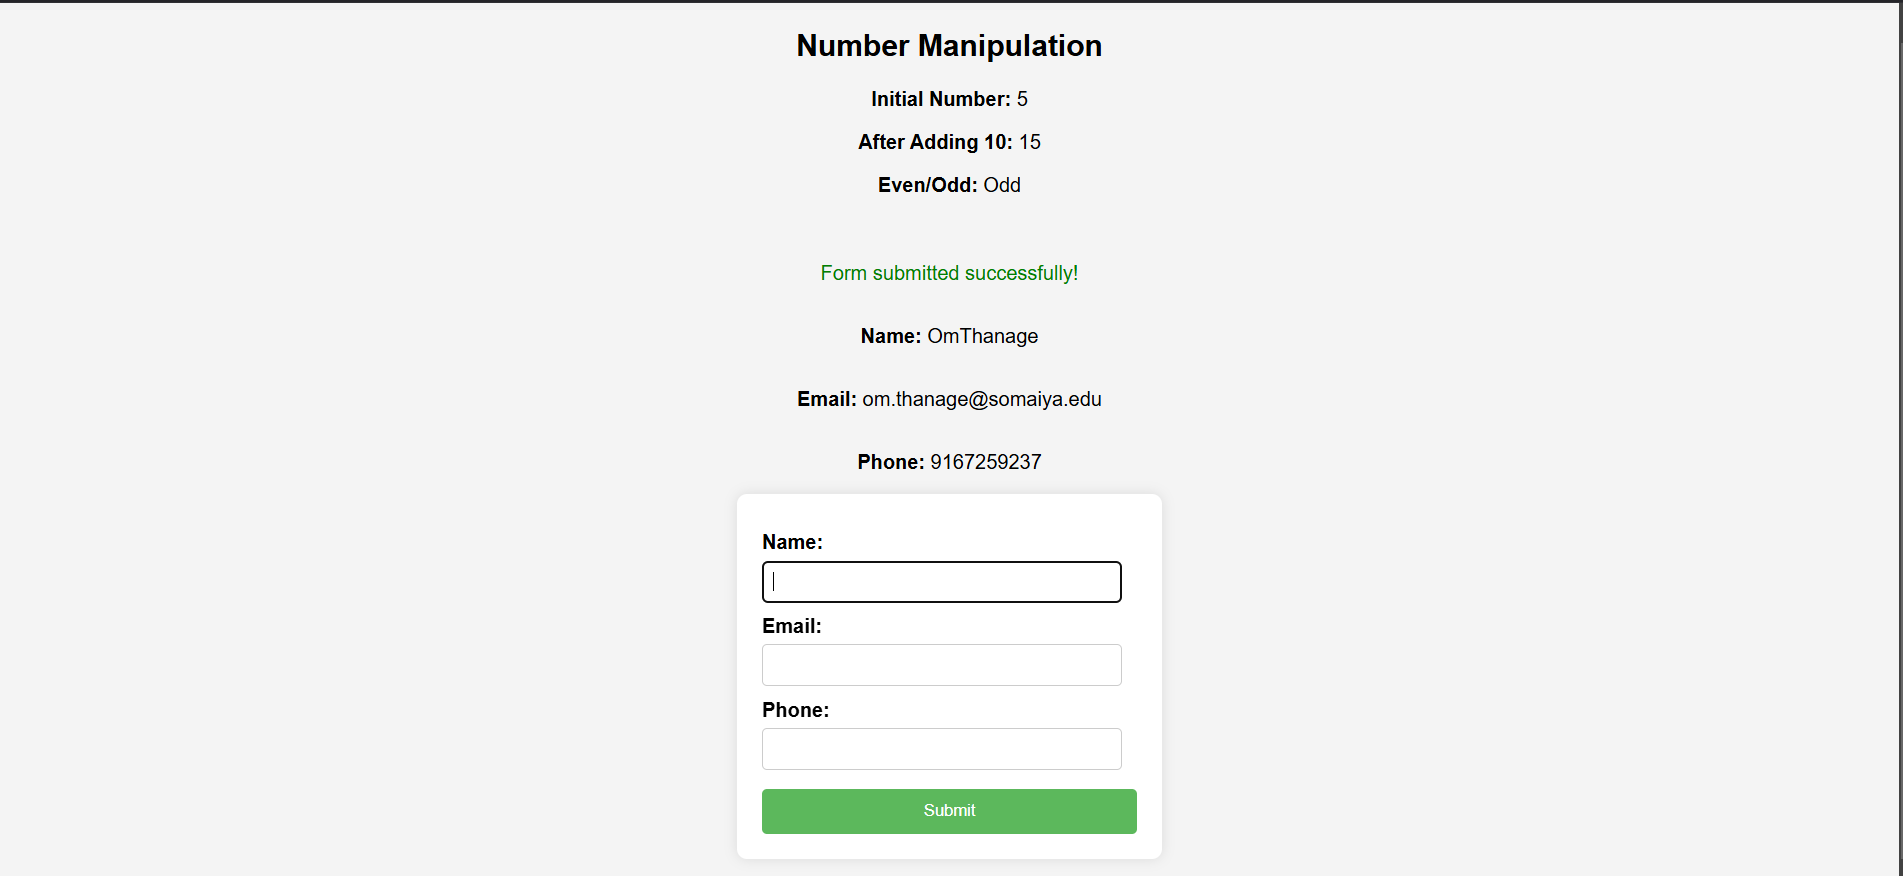 Number Manipulation
Initial Number: 5
After Adding 10: 15
Even/Odd: Odd
Form submitted successfully!
Name: OmThanage
Email: om.thanage@somaiya.edu
Phone: 9167259237
Name:
Email:
Phone:
Submit